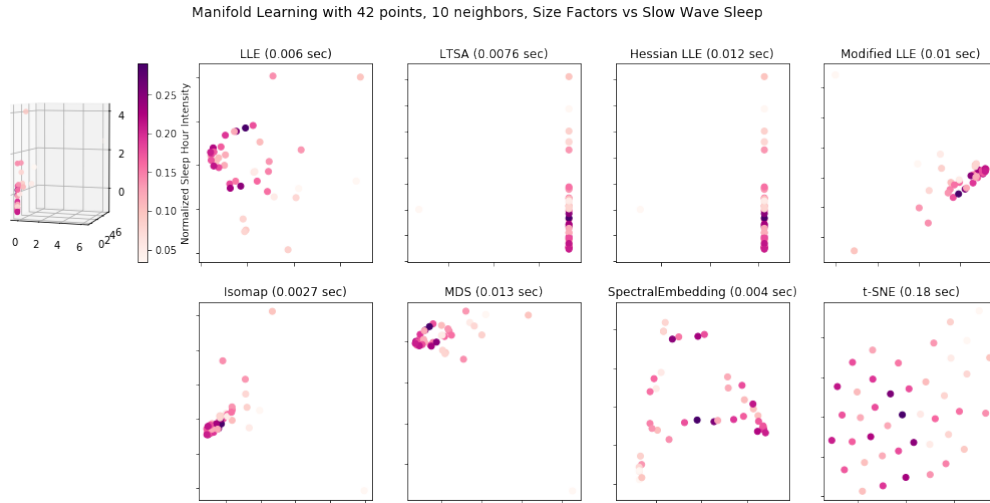 Manifold Learning with 42 points, 10 neighbors, Size Factors vs Slow Wave Sleep
LLE (0.006 sec)
LTSA (0.0076 sec)
Hessian LLE (0.012 sec)
Modified LLE (0.01 sec)
4
2
0
0 2 4 6
0 2 4 6
0.25
0.20
0.15
0.10
0.05
Normalized Sleep Hour Intensity
Isomap (0.0027 sec)
MDS (0.013 sec)
SpectralEmbedding (0.004 sec)
t-SNE (0.18 sec)